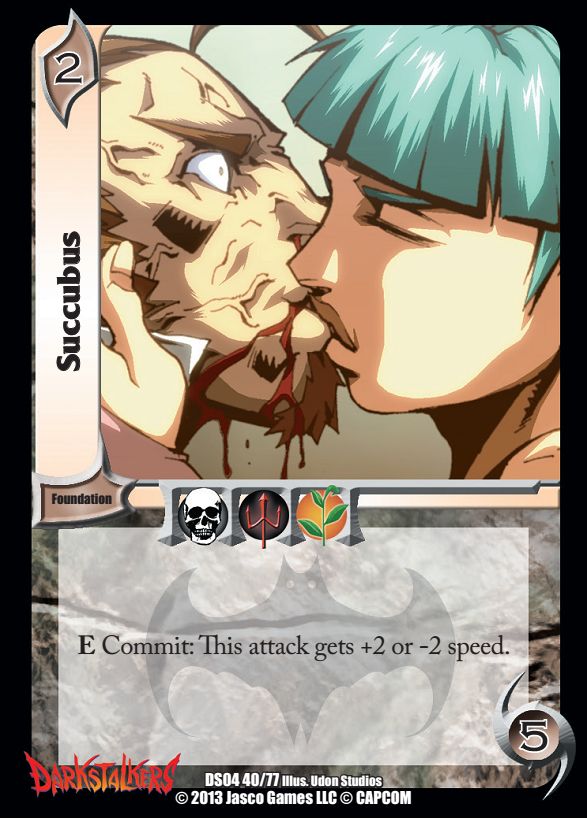 2
Succubus
Foundation
E Commit: This attack gets +2 or -2 speed.
5
DARKSTALKERS
DS04 40/77 Illus. Udon Studios
© 2013 Jasco Games LLC © CAPCOM